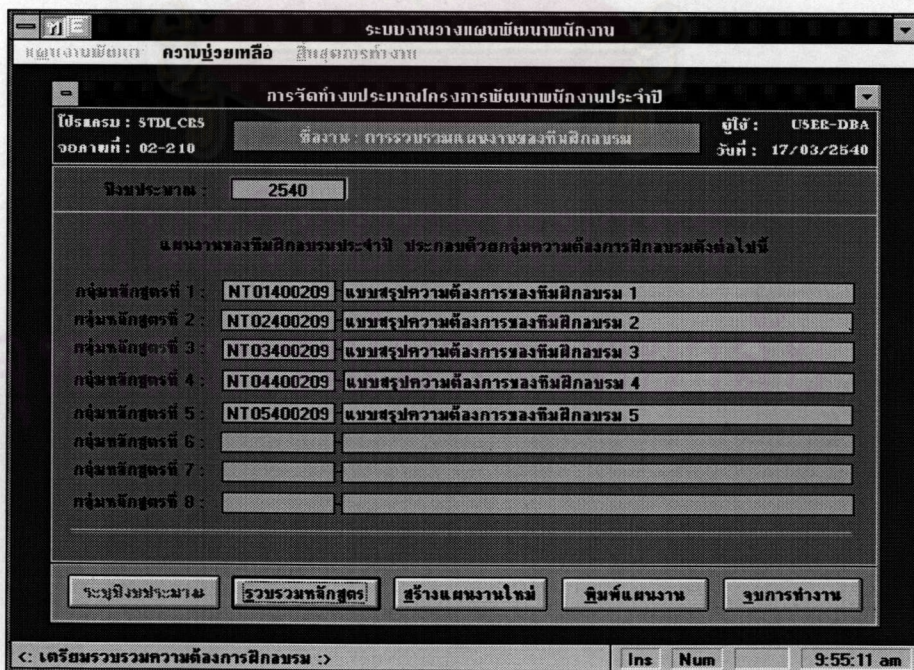 ท E ระบบงานวางแผนพัฒนาพนักงาน
แผนงานพัฒนา ความช่วยเหลือ สิ้นสุดการทำงาน
การจัดทำงบประมาณโครงการพัฒนาพนักงานประจำปี
โปรแกรม : STDI_CRS ชื่องาน : การรวบรวมแผนงานของทีมฝึกอบรม ผู้ใช้ : USER-DBA
จอภาพที่ : 02-210 วันที่ : 17/03/2540
ปีงบประมาณ : 2540
แผนงานของทีมฝึกอบรมประจำปี ประกอบด้วยกลุ่มความต้องการฝึกอบรมดังต่อไปนี้
กลุ่มหลักสูตรที่ 1 : NT01400209 - แบบสรุปความต้องการของทีมฝึกอบรม 1
กลุ่มหลักสูตรที่ 2 : NT02400209 - แบบสรุปความต้องการของทีมฝึกอบรม 2
กลุ่มหลักสูตรที่ 3 : NT03400209 - แบบสรุปความต้องการของทีมฝึกอบรม 3
กลุ่มหลักสูตรที่ 4 : NT04400209 - แบบสรุปความต้องการของทีมฝึกอบรม 4
กลุ่มหลักสูตรที่ 5 : NT05400209 - แบบสรุปความต้องการของทีมฝึกอบรม 5
กลุ่มหลักสูตรที่ 6 : -
กลุ่มหลักสูตรที่ 7 : -
กลุ่มหลักสูตรที่ 8 : -
ระบุปีงบประมาณ รวบรวมหลักสูตร สร้างแผนงานใหม่ พิมพ์แผนงาน จบการทำงาน
<: เตรียมรวบรวมความต้องการฝึกอบรม :> Ins Num 9:55:11 am